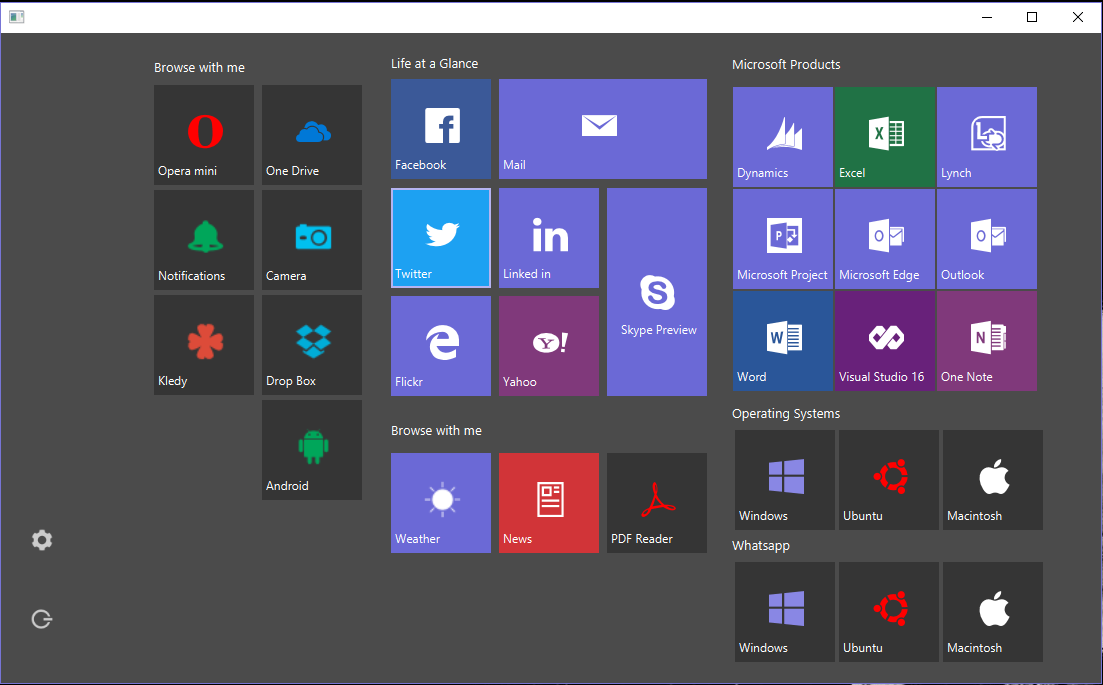 Browse with me
Opera mini
One Drive
Notifications
Camera
Kledy
Drop Box
Android
Life at a Glance
Facebook
Mail
Twitter
Linked in
Skype Preview
Flickr
Yahoo
Browse with me
Weather
News
PDF Reader
Microsoft Products
Dynamics
Excel
Lynch
Microsoft Project
Microsoft Edge
Outlook
Word
Visual Studio 16
One Note
Operating Systems
Windows
Ubuntu
Macintosh
Whatsapp
Windows
Ubuntu
Macintosh